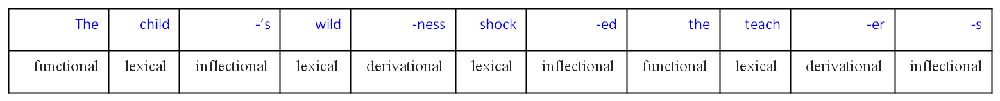 The child -’s wild -ness shock -ed the teach -er -s
functional lexical inflectional lexical derivational lexical inflectional functional lexical derivational inflectional